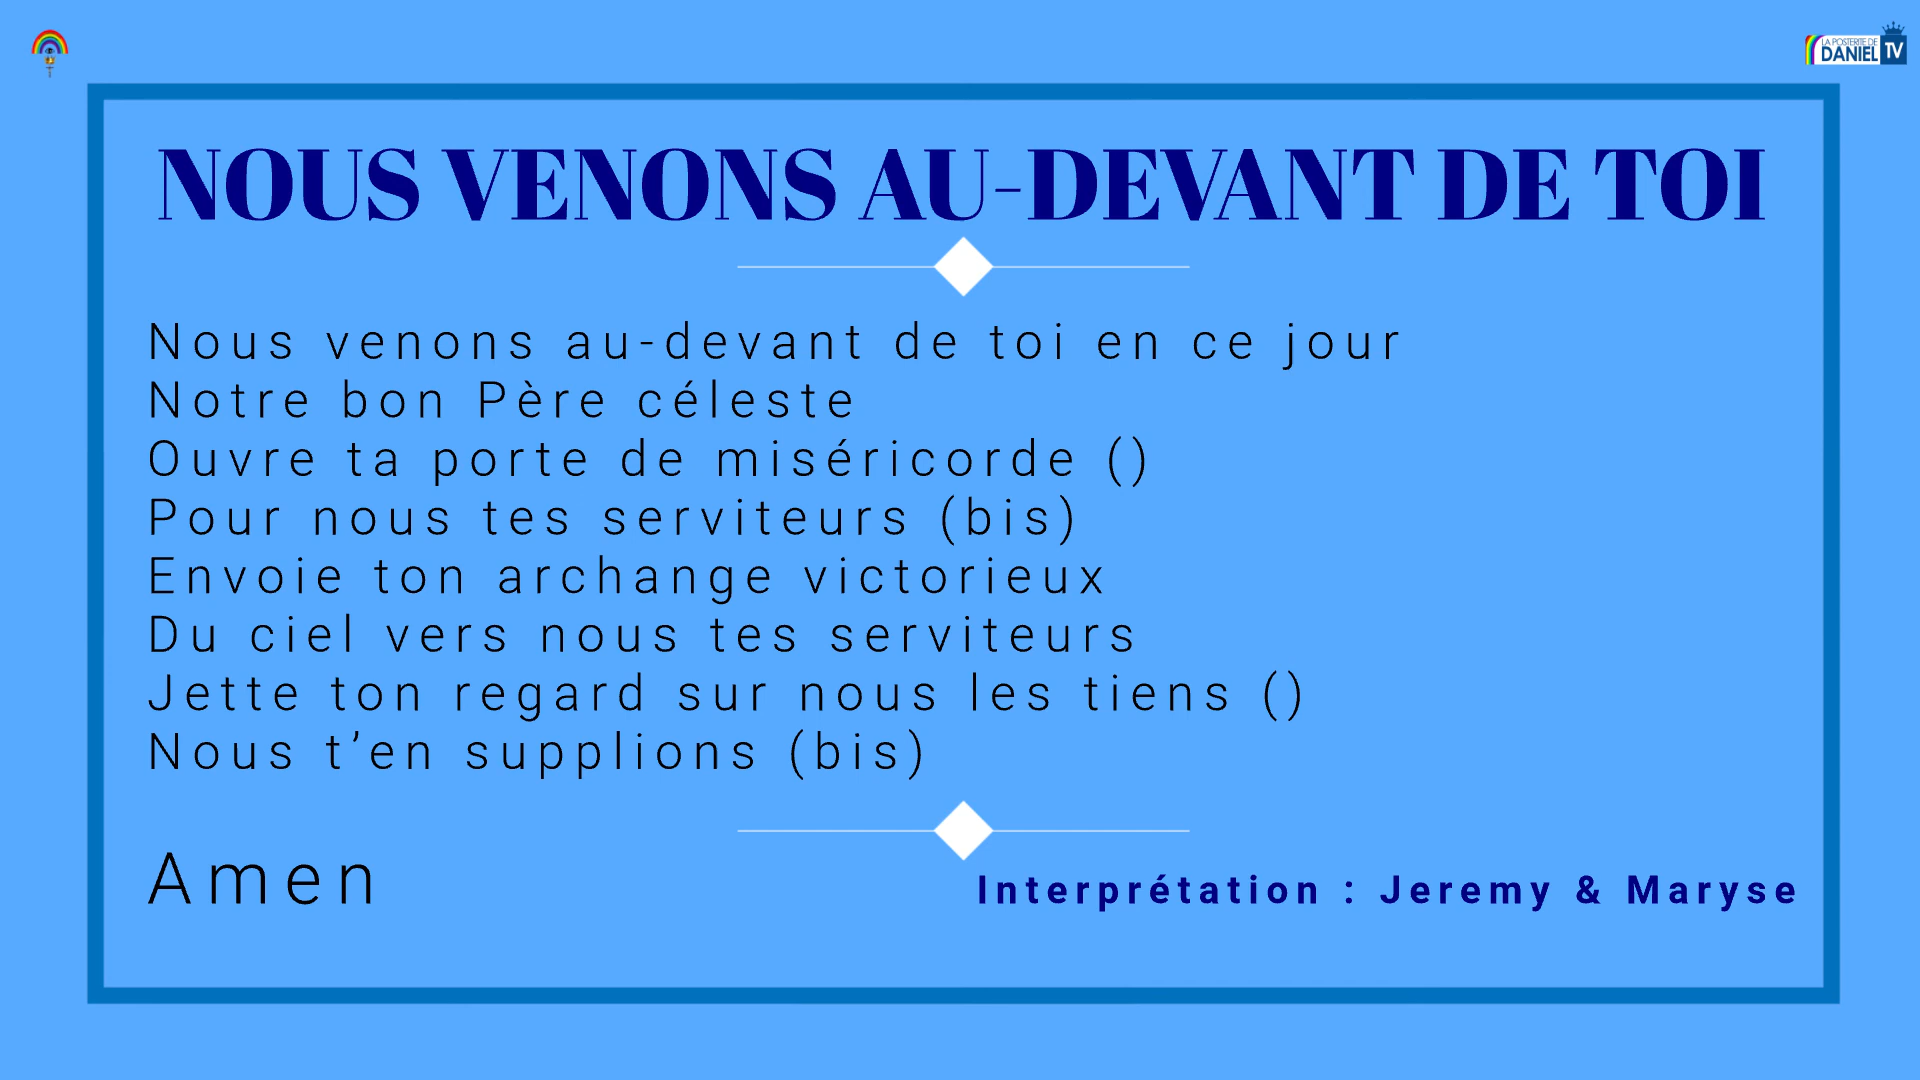 LA POSTERITE DE
DANIEL TV
NOUS VENONS AU-DEVANT DE TOI
Nous venons au-devant de toi en ce jour
Notre bon Père céleste
Ouvre ta porte de miséricorde ()
Pour nous tes serviteurs (bis)
Envoie ton archange victorieux
Du ciel vers nous tes serviteurs
Jette ton regard sur nous les tiens ()
Nous t’en supplions (bis)
Amen
Interprétation : Jeremy & Maryse